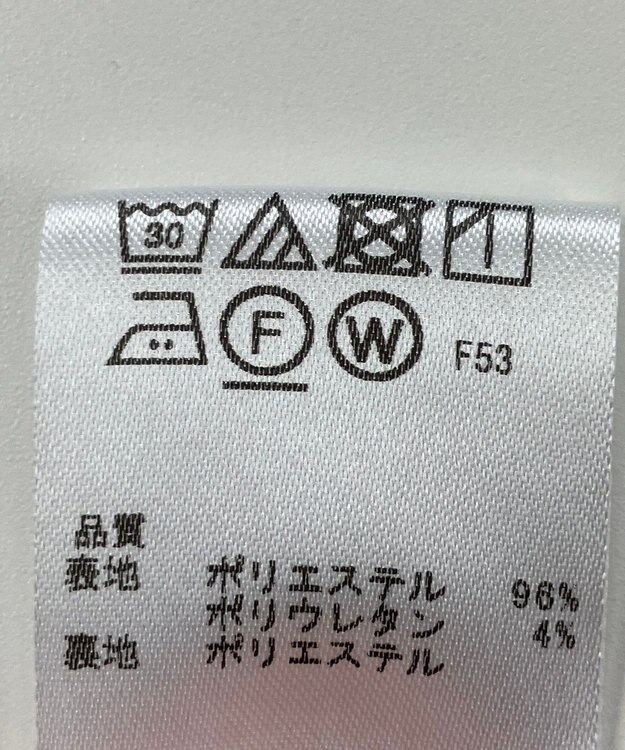 30
F W F53
品質
表地 ポリエステル 96%
ポリウレタン 4%
裏地 ポリエステル